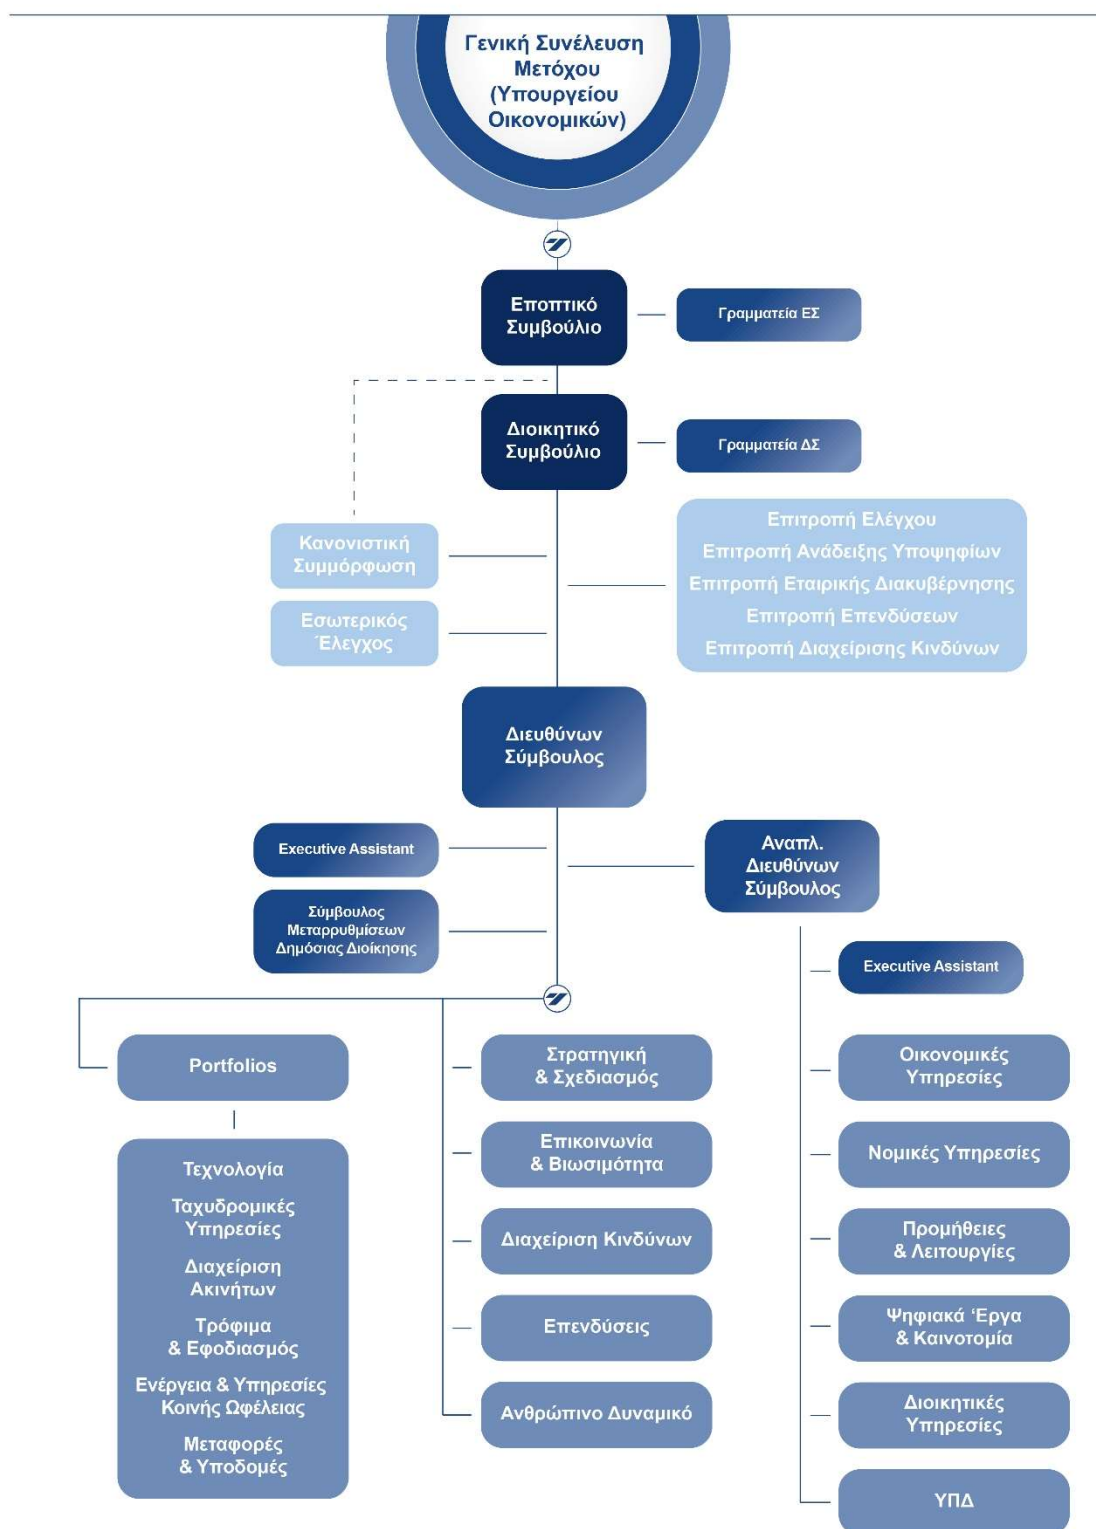 Γενική Συνέλευση
Μετόχου
(Υπουργείου
Οικονομικών)
Εποπτικό
Συμβούλιο
Γραμματεία ΕΣ
Διοικητικό
Συμβούλιο
Γραμματεία ΔΣ
Κανονιστική
Συμμόρφωση
Εσωτερικός
Έλεγχος
Επιτροπή Ελέγχου
Επιτροπή Ανάδειξης Υποψηφίων
Επιτροπή Εταιρικής Διακυβέρνησης
Επιτροπή Επενδύσεων
Επιτροπή Διαχείρισης Κινδύνων
Διευθύνων
Σύμβουλος
Executive Assistant
Σύμβουλος
Μεταρρυθμίσεων
Δημόσιας Διοίκησης
Αναπλ.
Διευθύνων
Σύμβουλος
Executive Assistant
Portfolios
Τεχνολογία
Ταχυδρομικές
Υπηρεσίες
Διαχείριση
Ακινήτων
Τρόφιμα
& Εφοδιασμός
Ενέργεια & Υπηρεσίες
Κοινής Ωφέλειας
Μεταφορές
& Υποδομές
Στρατηγική
& Σχεδιασμός
Επικοινωνία
& Βιωσιμότητα
Διαχείριση Κινδύνων
Επενδύσεις
Ανθρώπινο Δυναμικό
Οικονομικές
Υπηρεσίες
Νομικές Υπηρεσίες
Προμήθειες
& Λειτουργίες
Ψηφιακά ‘Εργα
& Καινοτομία
Διοικητικές
Υπηρεσίες
ΥΠΔ